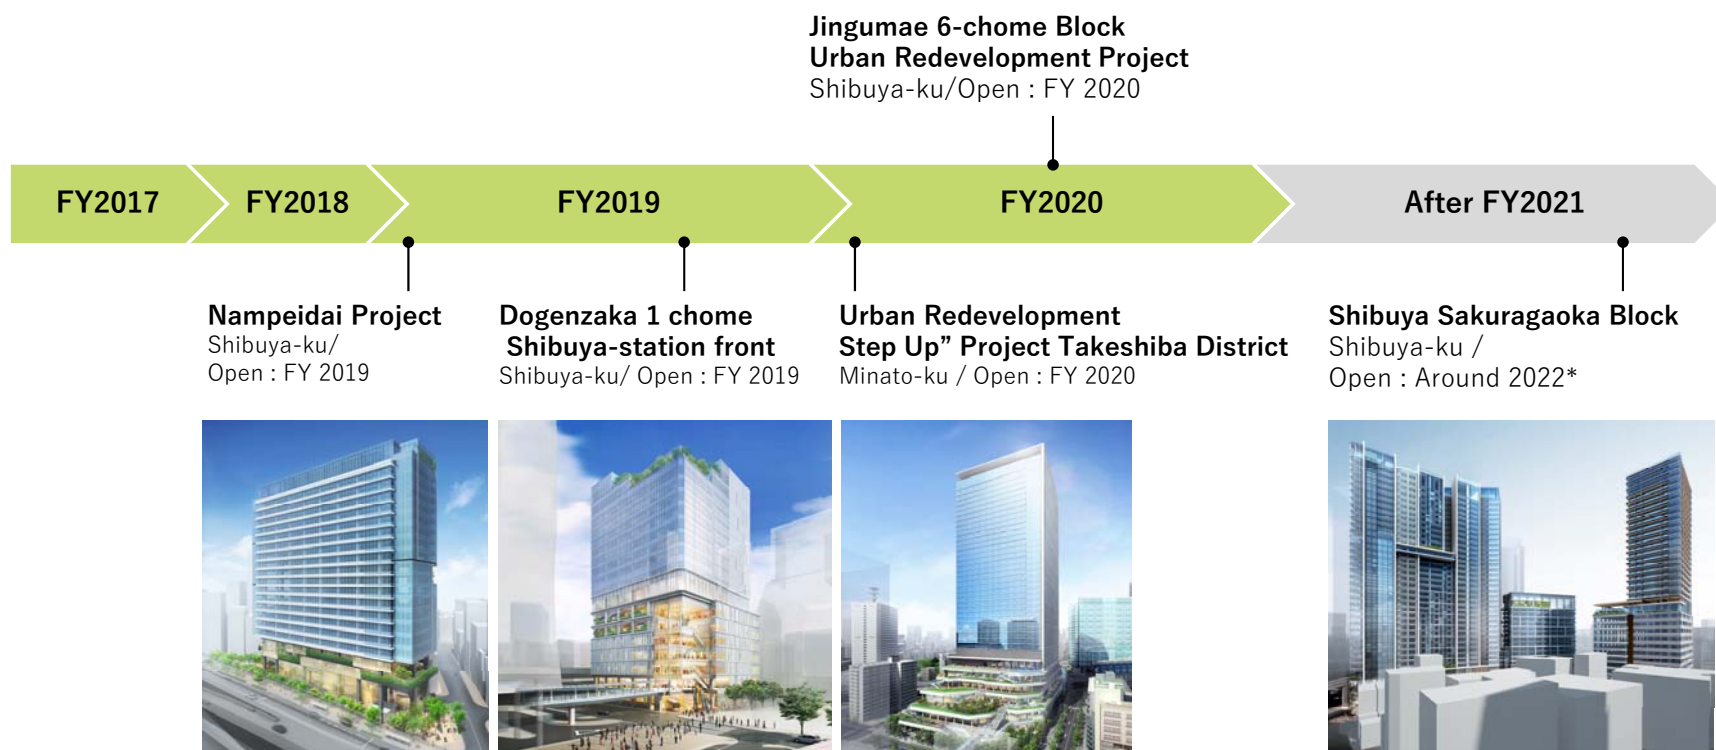 Jingumae 6-chome Block
Urban Redevelopment Project
Shibuya-ku/Open : FY 2020
FY2017
FY2018
FY2019
FY2020
After FY2021
Nampeidai Project
Shibuya-ku/
Open : FY 2019
Dogenzaka 1 chome
Shibuya-station front
Shibuya-ku/ Open : FY 2019
Urban Redevelopment
Step Up” Project Takeshiba District
Minato-ku / Open : FY 2020
Shibuya Sakuragaoka Block
Shibuya-ku /
Open : Around 2022*